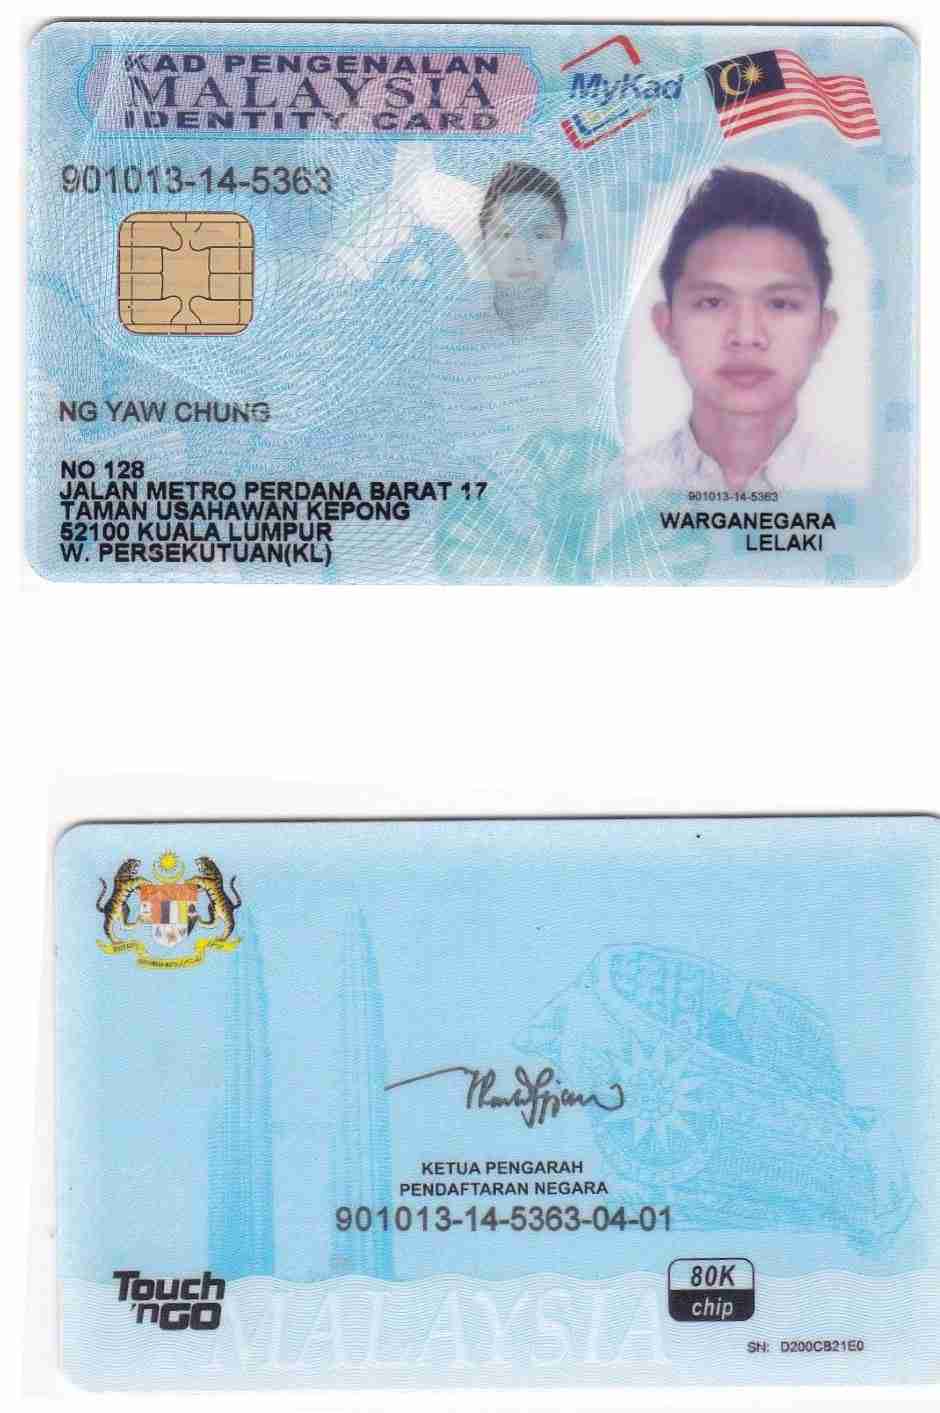 KAD PENGENALAN
MALAYSIA
IDENTITY CARD
MyKad
901013-14-5363
NG YAW CHUNG
NO 128
JALAN METRO PERDANA BARAT 17
TAMAN USAHAWAN KEPONG
52100 KUALA LUMPUR
W. PERSEKUTUAN(KL)
901013-14-5363
WARGANEGARA
LELAKI
KETUA PENGARAH
PENDAFTARAN NEGARA
901013-14-5363-04-01
Touch
'nGO
80K
chip
MALAYSIA
SN: D200CB21E0